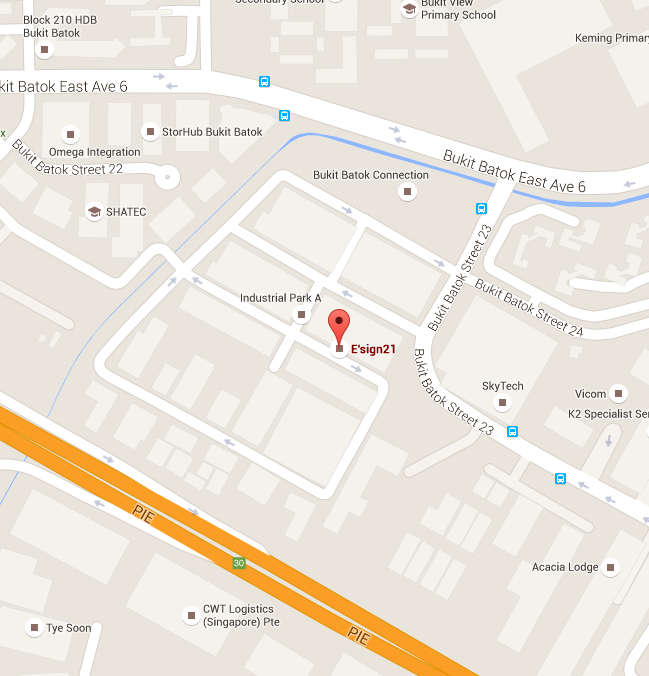 Secondary School
Bukit View
Primary School
Block 210 HDB
Bukit Batok
Keming Primary
kit Batok East Ave 6
StorHub Bukit Batok
Omega Integration
Bukit Batok Street 22
Bukit Batok East Ave 6
Bukit Batok Connection
SHATEC
Bukit Batok Street 23
Industrial Park A
Bukit Batok Street 24
E'sign21
Bukit Batok Street 23
SkyTech
Vicom
K2 Specialist Ser
PIE
30
Acacia Lodge
CWT Logistics
(Singapore) Pte
Tye Soon
PIE